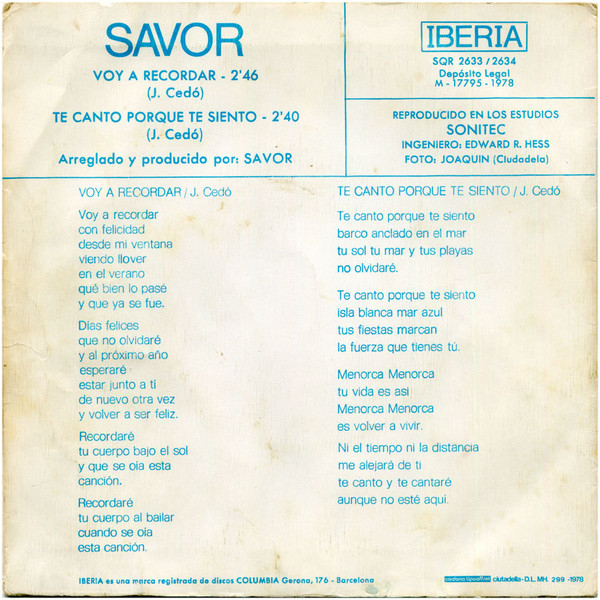 SAVOR
VOY A RECORDAR - 2'46
(J. Cedó)
TE CANTO PORQUE TE SIENTO - 2'40
(J. Cedó)
Arreglado y producido por: SAVOR
IBERIA
SQR 2633 / 2634
Depósito Legal
M - 17795 - 1978
REPRODUCIDO EN LOS ESTUDIOS
SONITEC
INGENIERO: EDWARD R. HESS
FOTO: JOAQUIN (Ciudadela)
VOY A RECORDAR / J. Cedó
Voy a recordar
con felicidad
desde mi ventana
viendo llover
en el verano
qué bien lo pasé
y que ya se fue.
Días felices
que no olvidaré
y al próximo año
esperaré
estar junto a ti
de nuevo otra vez
y volver a ser feliz.
Recordaré
tu cuerpo bajo el sol
y que se oia esta
canción.
Recordaré
tu cuerpo al bailar
cuando se oía
esta canción.
TE CANTO PORQUE TE SIENTO / J. Cedó
Te canto porque te siento
barco anclado en el mar
tu sol tu mar y tus playas
no olvidaré.
Te canto porque te siento
isla blanca mar azul
tus fiestas marcan
la fuerza que tienes tú.
Menorca Menorca
tu vida es asi
Menorca Menorca
es volver a vivir.
Ni el tiempo ni la distancia
me alejará de ti
te canto y te cantaré
aunque no esté aqui.
IBERIA es una marca registrada de discos COLUMBIA Gerona, 176 - Barcelona
ciutadella-D.L. MH. 299 -1978